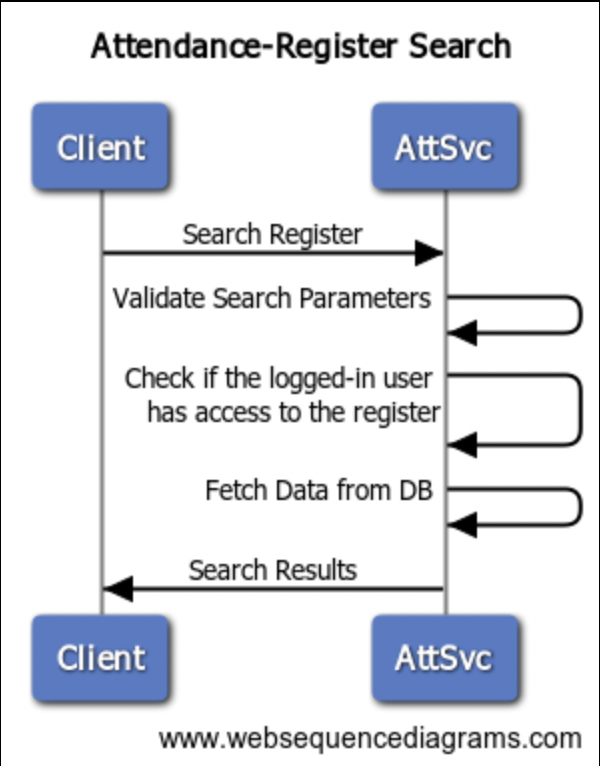 Attendance-Register Search
Client
AttSvc
Search Register
Validate Search Parameters
Check if the logged-in user
has access to the register
Fetch Data from DB
Search Results
Client
AttSvc
www.websequencediagrams.com